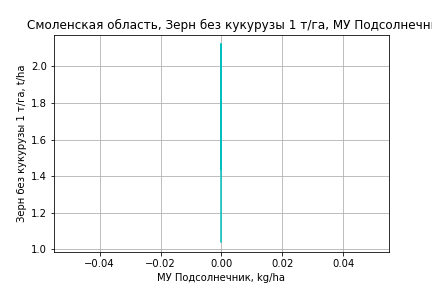 Смоленская область, Зерн без кукурузы 1 т/га, МУ Подсолнечн
2.0
1.8
1.6
1.4
1.2
1.0
Зерн без кукурузы 1 т/га, t/ha
−0.04 −0.02 0.00 0.02 0.04
МУ Подсолнечник, kg/ha